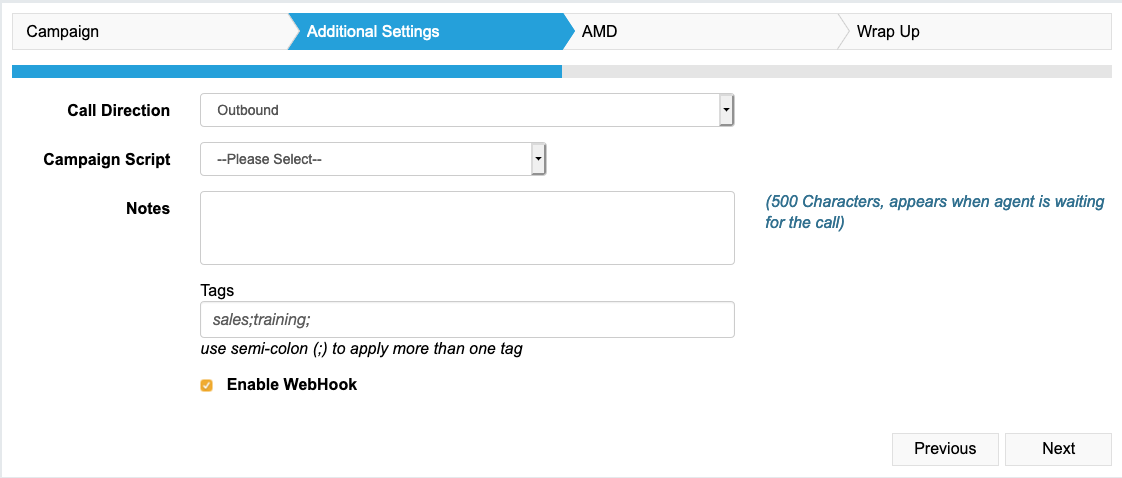 Campaign
Additional Settings
AMD
Wrap Up
Call Direction
Outbound
Campaign Script
--Please Select--
Notes
(500 Characters, appears when agent is waiting
for the call)
Tags
sales;training;
use semi-colon (;) to apply more than one tag
Enable WebHook
Previous
Next